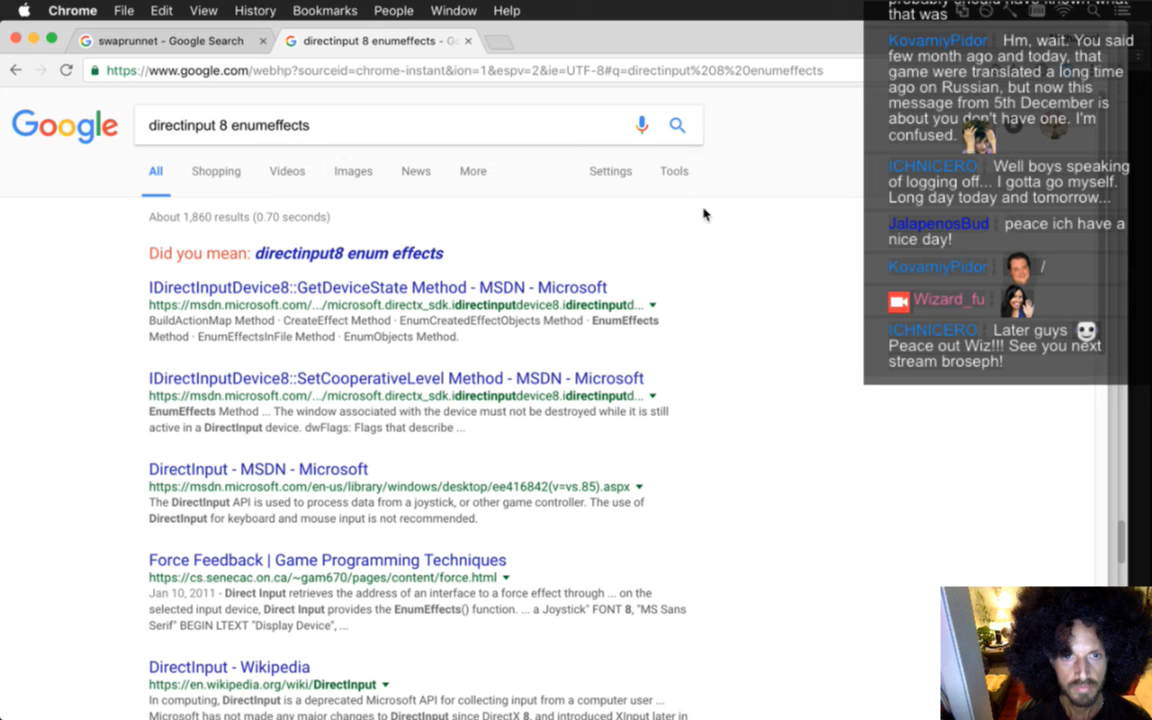 Chrome File Edit View History Bookmarks People Window Help
swaprunnet - Google Search
directinput 8 enumeffects - Go
https://www.google.com/webhp?sourceid=chrome-instant&ion=1&espv=2&ie=UTF-8#q=directinput%208%20enumeffects
Google
directinput 8 enumeffects
All Shopping Videos Images News More Settings Tools
About 1,860 results (0.70 seconds)
Did you mean: directinput8 enum effects
IDirectInputDevice8::GetDeviceState Method - MSDN - Microsoft
https://msdn.microsoft.com/.../microsoft.directx_sdk.idirectinputdevice8.idirectinputd...
BuildActionMap Method · CreateEffect Method · EnumCreatedEffectObjects Method · EnumEffects
Method · EnumEffectsInFile Method · EnumObjects Method.
IDirectInputDevice8::SetCooperativeLevel Method - MSDN - Microsoft
https://msdn.microsoft.com/.../microsoft.directx_sdk.idirectinputdevice8.idirectinputd...
EnumEffects Method ... The window associated with the device must not be destroyed while it is still
active in a DirectInput device. dwFlags: Flags that describe ...
DirectInput - MSDN - Microsoft
https://msdn.microsoft.com/en-us/library/windows/desktop/ee416842(v=vs.85).aspx
The DirectInput API is used to process data from a joystick, or other game controller. The use of
DirectInput for keyboard and mouse input is not recommended.
Force Feedback | Game Programming Techniques
https://cs.senecac.on.ca/~gam670/pages/content/force.html
Jan 10, 2011 - Direct Input retrieves the address of an interface to a force effect through ... on the
selected input device, Direct Input provides the EnumEffects() function. ... a Joystick" FONT 8, "MS Sans
Serif" BEGIN LTEXT "Display Device", ...
DirectInput - Wikipedia
https://en.wikipedia.org/wiki/DirectInput
In computing, DirectInput is a deprecated Microsoft API for collecting input from a computer user ...
Microsoft has not made any major changes to DirectInput since DirectX 8, and introduced XInput later in
that was
KovarniyPidor Hm, wait. You said
few month ago and today, that
game were translated a long time
ago on Russian, but now this
message from 5th December is
about you don't have one. I'm
confused.
ICHNICERO Well boys speaking
of logging off... I gotta go myself.
Long day today and tomorrow...
JalapenosBud peace ich have a
nice day!
KovarniyPidor /
Wizard_fu
ICHNICERO Later guys
Peace out Wiz!!! See you next
stream broseph!